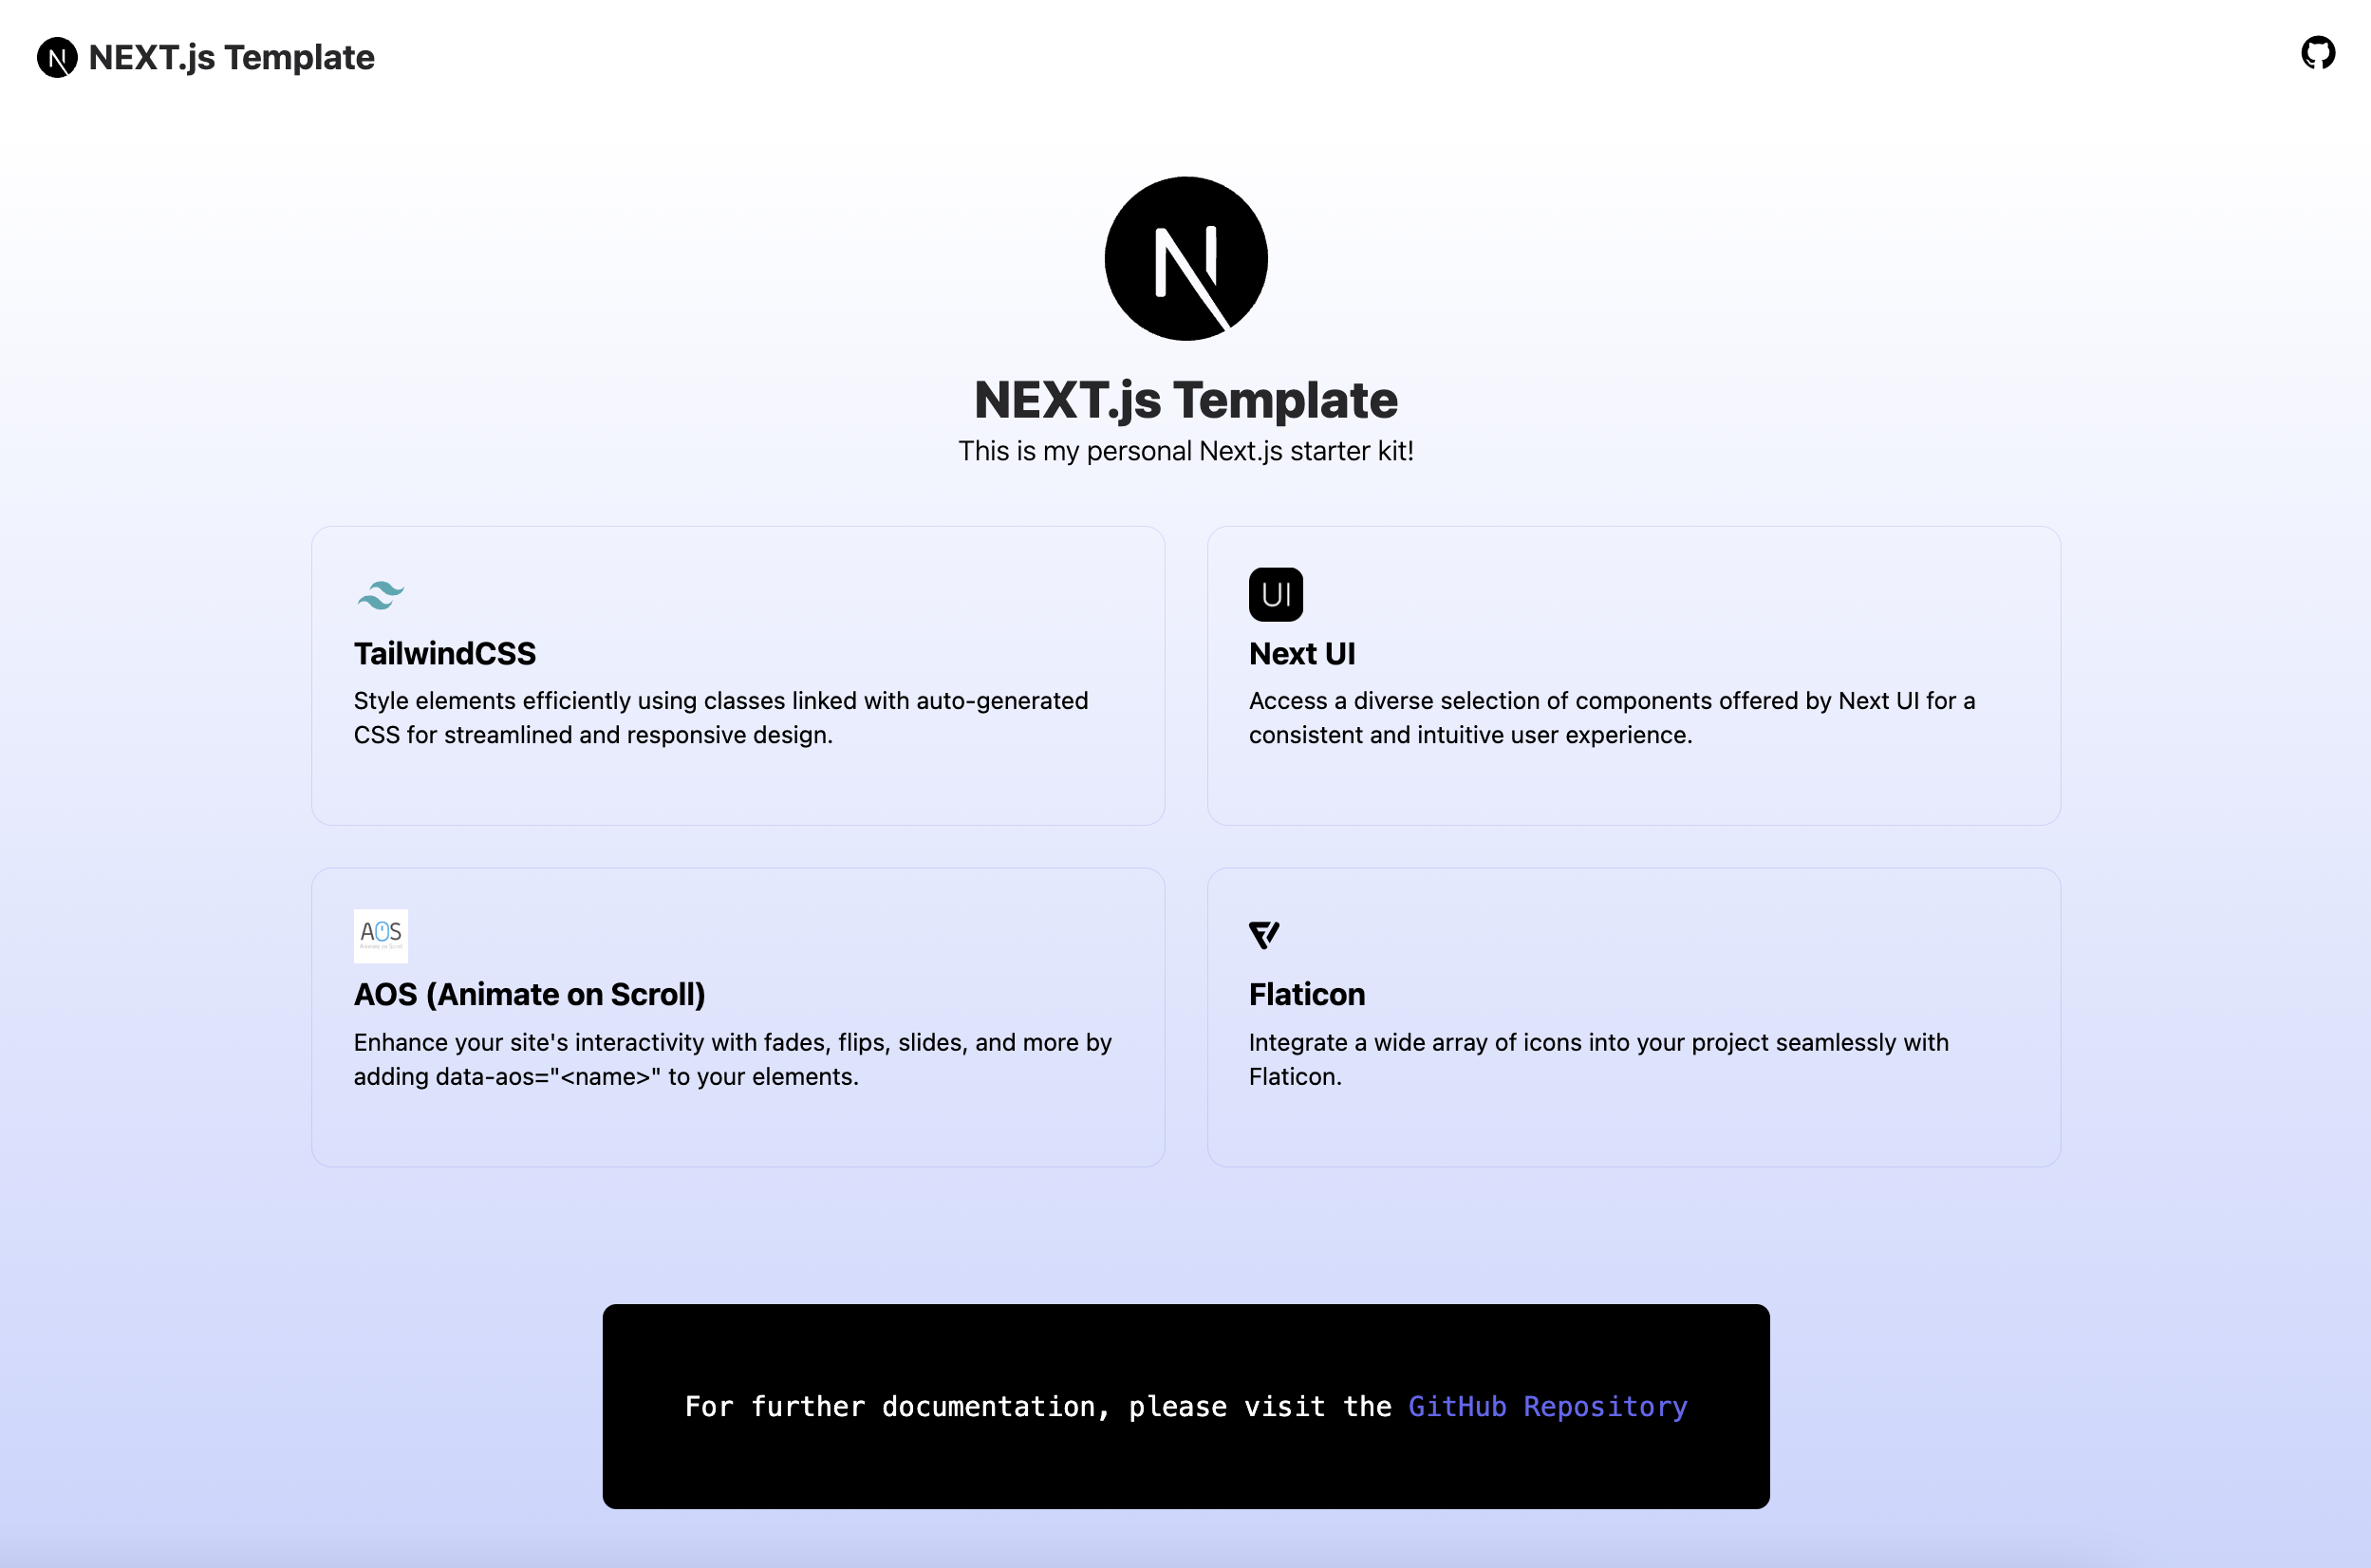 NEXT.js Template
NEXT.js Template
This is my personal Next.js starter kit!
TailwindCSS
Style elements efficiently using classes linked with auto-generated
CSS for streamlined and responsive design.
UI
Next UI
Access a diverse selection of components offered by Next UI for a
consistent and intuitive user experience.
AOS
Animate on Scroll
AOS (Animate on Scroll)
Enhance your site's interactivity with fades, flips, slides, and more by
adding data-aos="<name>" to your elements.
Flaticon
Integrate a wide array of icons into your project seamlessly with
Flaticon.
For further documentation, please visit the GitHub Repository